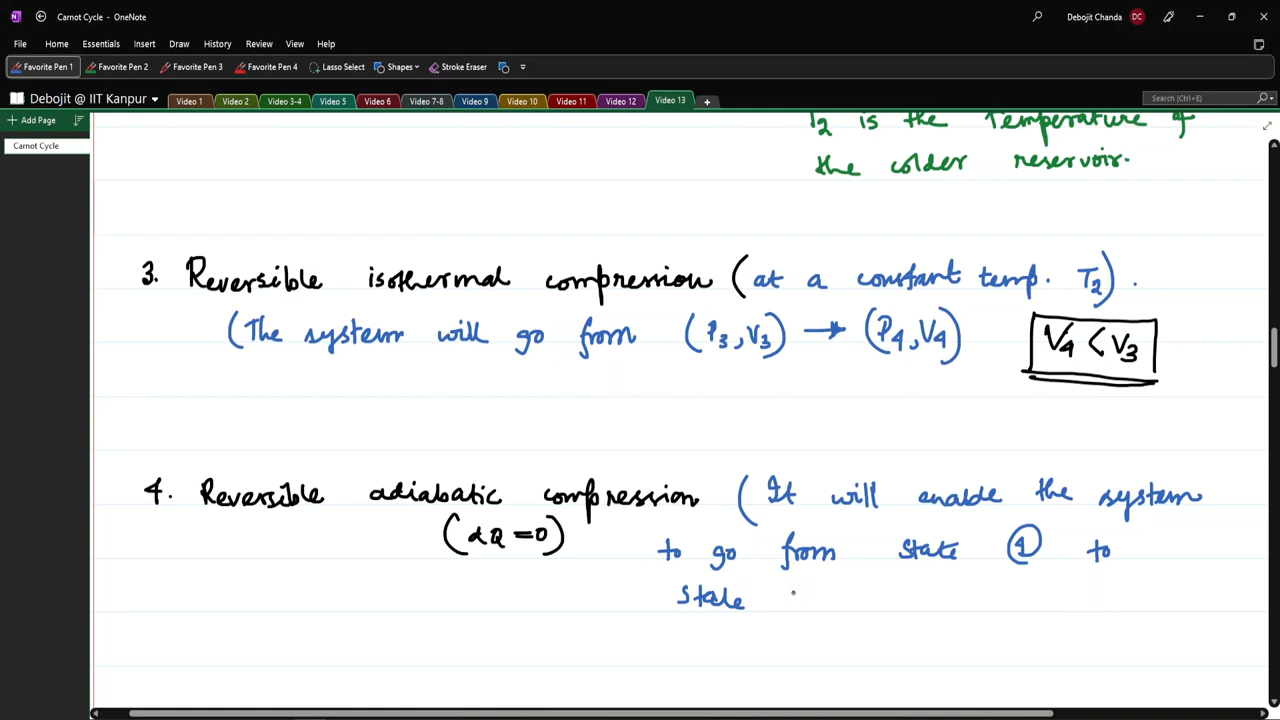 Carnot Cycle - OneNote
Debojit Chanda DC
File Home Essentials Insert Draw History Review View Help
Favorite Pen 1 Favorite Pen 2 Favorite Pen 3 Favorite Pen 4 Lasso Select Shapes Stroke Eraser
Debojit @ IIT Kanpur Video 1 Video 2 Video 3-4 Video 5 Video 6 Video 7-8 Video 9 Video 10 Video 11 Video 12 Video 13 + Search (Ctrl+E)
+ Add Page
Carnot Cycle
T₂ is the Temperature of
the colder reservoir.
3. Reversible isothermal compression (at a constant temp. T₂).
(The system will go from (P₃,V₃) → (P₄,V₄) V₄ < V₃
4. Reversible adiabatic compression (It will enable the system
(dQ = 0)
to go from state ④ to
state